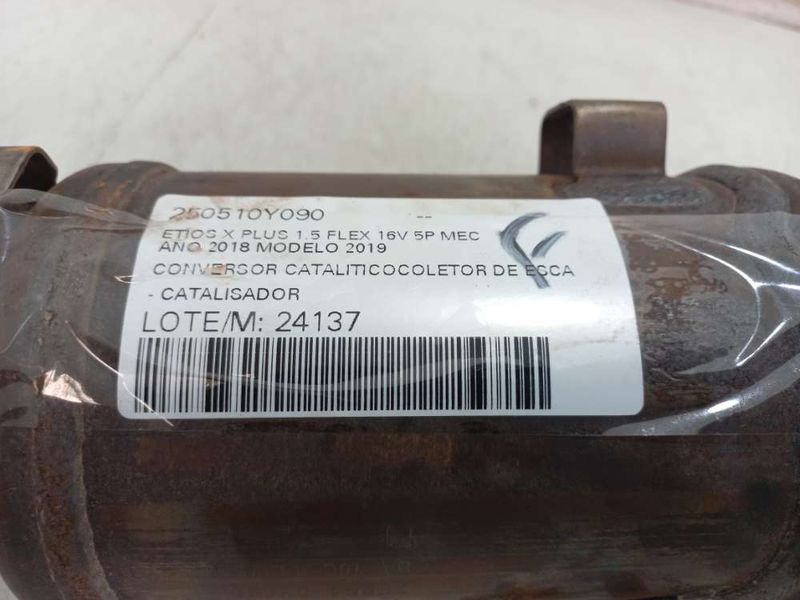 250510Y090 --
ETIOS X PLUS 1.5 FLEX 16V 5P MEC
ANO 2018 MODELO 2019
CONVERSOR CATALITICOCOLETOR DE ESCA
- CATALISADOR
LOTE/M: 24137